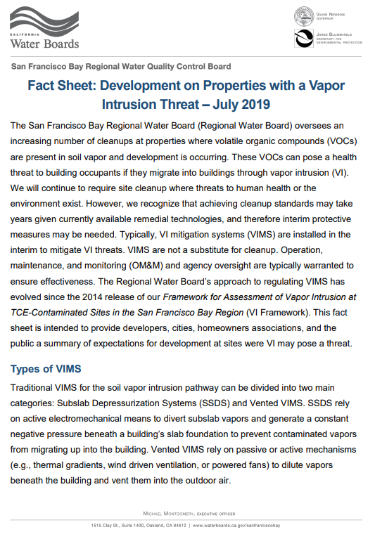 CALIFORNIA
Water Boards
GAVIN NEWSOM
GOVERNOR
JARED BLUMENFELD
SECRETARY FOR
ENVIRONMENTAL PROTECTION
San Francisco Bay Regional Water Quality Control Board
Fact Sheet: Development on Properties with a Vapor
Intrusion Threat – July 2019
The San Francisco Bay Regional Water Board (Regional Water Board) oversees an
increasing number of cleanups at properties where volatile organic compounds (VOCs)
are present in soil vapor and development is occurring. These VOCs can pose a health
threat to building occupants if they migrate into buildings through vapor intrusion (VI).
We will continue to require site cleanup where threats to human health or the
environment exist. However, we recognize that achieving cleanup standards may take
years given currently available remedial technologies, and therefore interim protective
measures may be needed. Typically, VI mitigation systems (VIMS) are installed in the
interim to mitigate VI threats. VIMS are not a substitute for cleanup. Operation,
maintenance, and monitoring (OM&M) and agency oversight are typically warranted to
ensure effectiveness. The Regional Water Board's approach to regulating VIMS has
evolved since the 2014 release of our Framework for Assessment of Vapor Intrusion at
TCE-Contaminated Sites in the San Francisco Bay Region (VI Framework). This fact
sheet is intended to provide developers, cities, homeowners associations, and the
public a summary of expectations for development at sites were VI may pose a threat.
Types of VIMS
Traditional VIMS for the soil vapor intrusion pathway can be divided into two main
categories: Subslab Depressurization Systems (SSDS) and Vented VIMS. SSDS rely
on active electromechanical means to divert subslab vapors and generate a constant
negative pressure beneath a building's slab foundation to prevent contaminated vapors
from migrating up into the building. Vented VIMS rely on passive or active mechanisms
(e.g., thermal gradients, wind driven ventilation, or powered fans) to dilute vapors
beneath the building and vent them into the outdoor air.
MICHAEL MONTGOMERY, EXECUTIVE OFFICER
1515 Clay St., Suite 1400, Oakland, CA 94612 | www.waterboards.ca.gov/sanfranciscobay